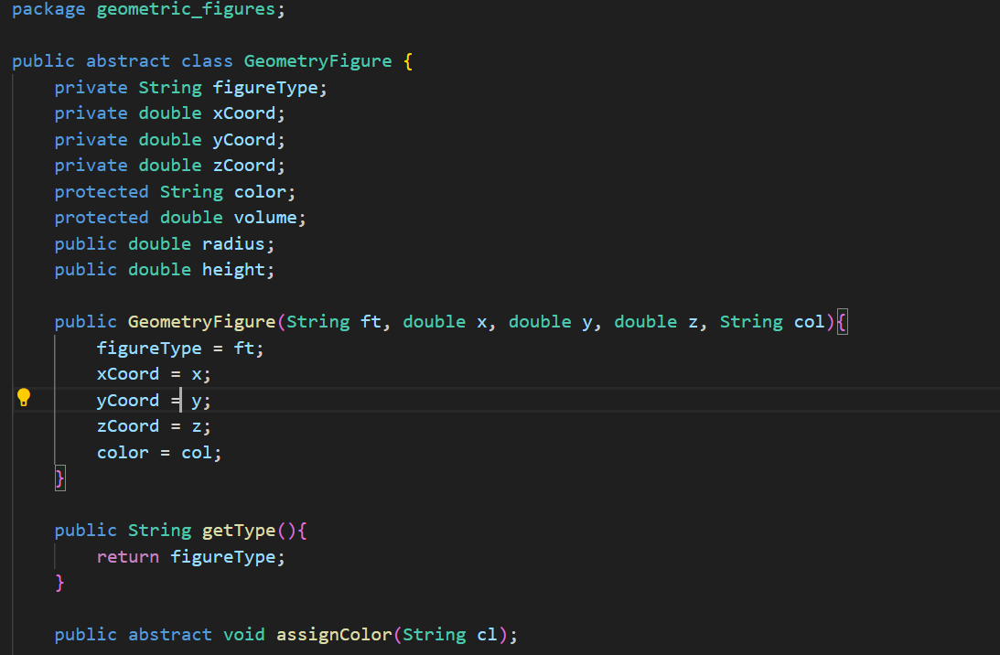 package geometric_figures;
public abstract class GeometryFigure {
private String figureType;
private double xCoord;
private double yCoord;
private double zCoord;
protected String color;
protected double volume;
public double radius;
public double height;
public GeometryFigure(String ft, double x, double y, double z, String col){
figureType = ft;
xCoord = x;
yCoord = y;
zCoord = z;
color = col;
}
public String getType(){
return figureType;
}
public abstract void assignColor(String cl);